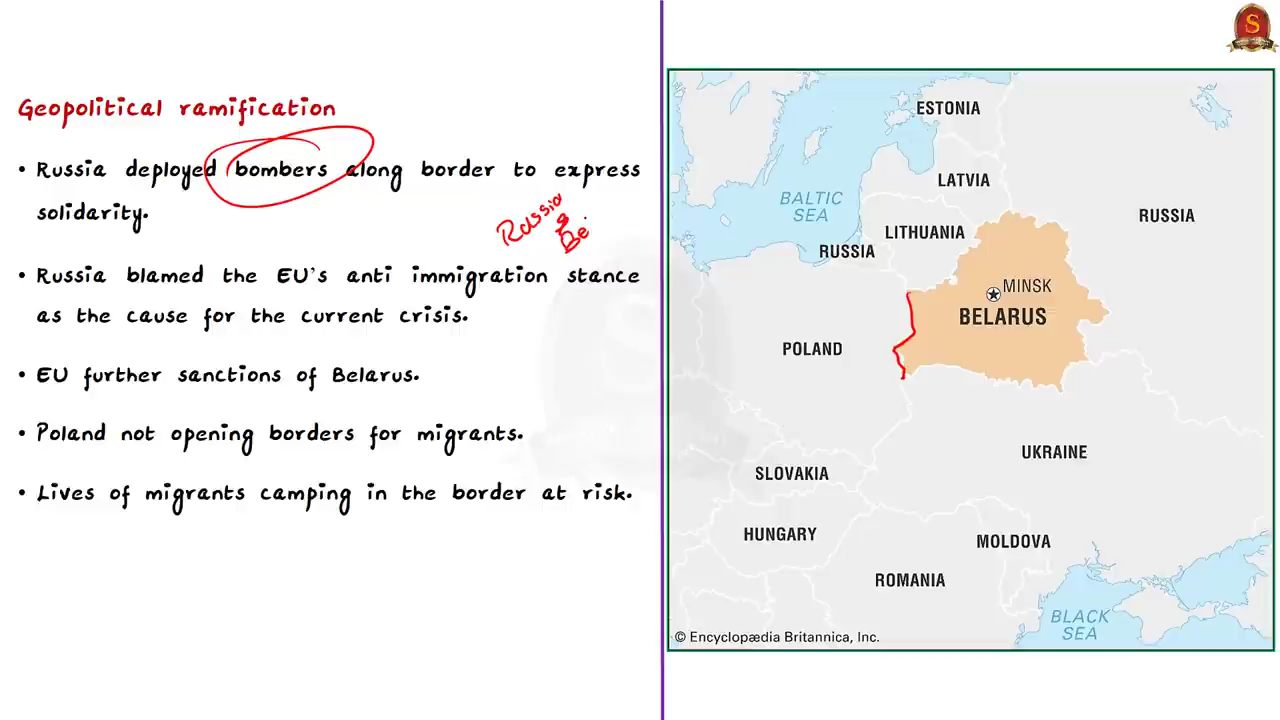 Geopolitical ramification
• Russia deployed bombers along border to express
solidarity.
Russia
&
Be
• Russia blamed the EU's anti immigration stance
as the cause for the current crisis.
• EU further sanctions of Belarus.
• Poland not opening borders for migrants.
• Lives of migrants camping in the border at risk.
S
ESTONIA
LATVIA
BALTIC
SEA
LITHUANIA
RUSSIA
RUSSIA
MINSK
BELARUS
POLAND
UKRAINE
SLOVAKIA
HUNGARY
MOLDOVA
ROMANIA
BLACK
SEA
© Encyclopædia Britannica, Inc.